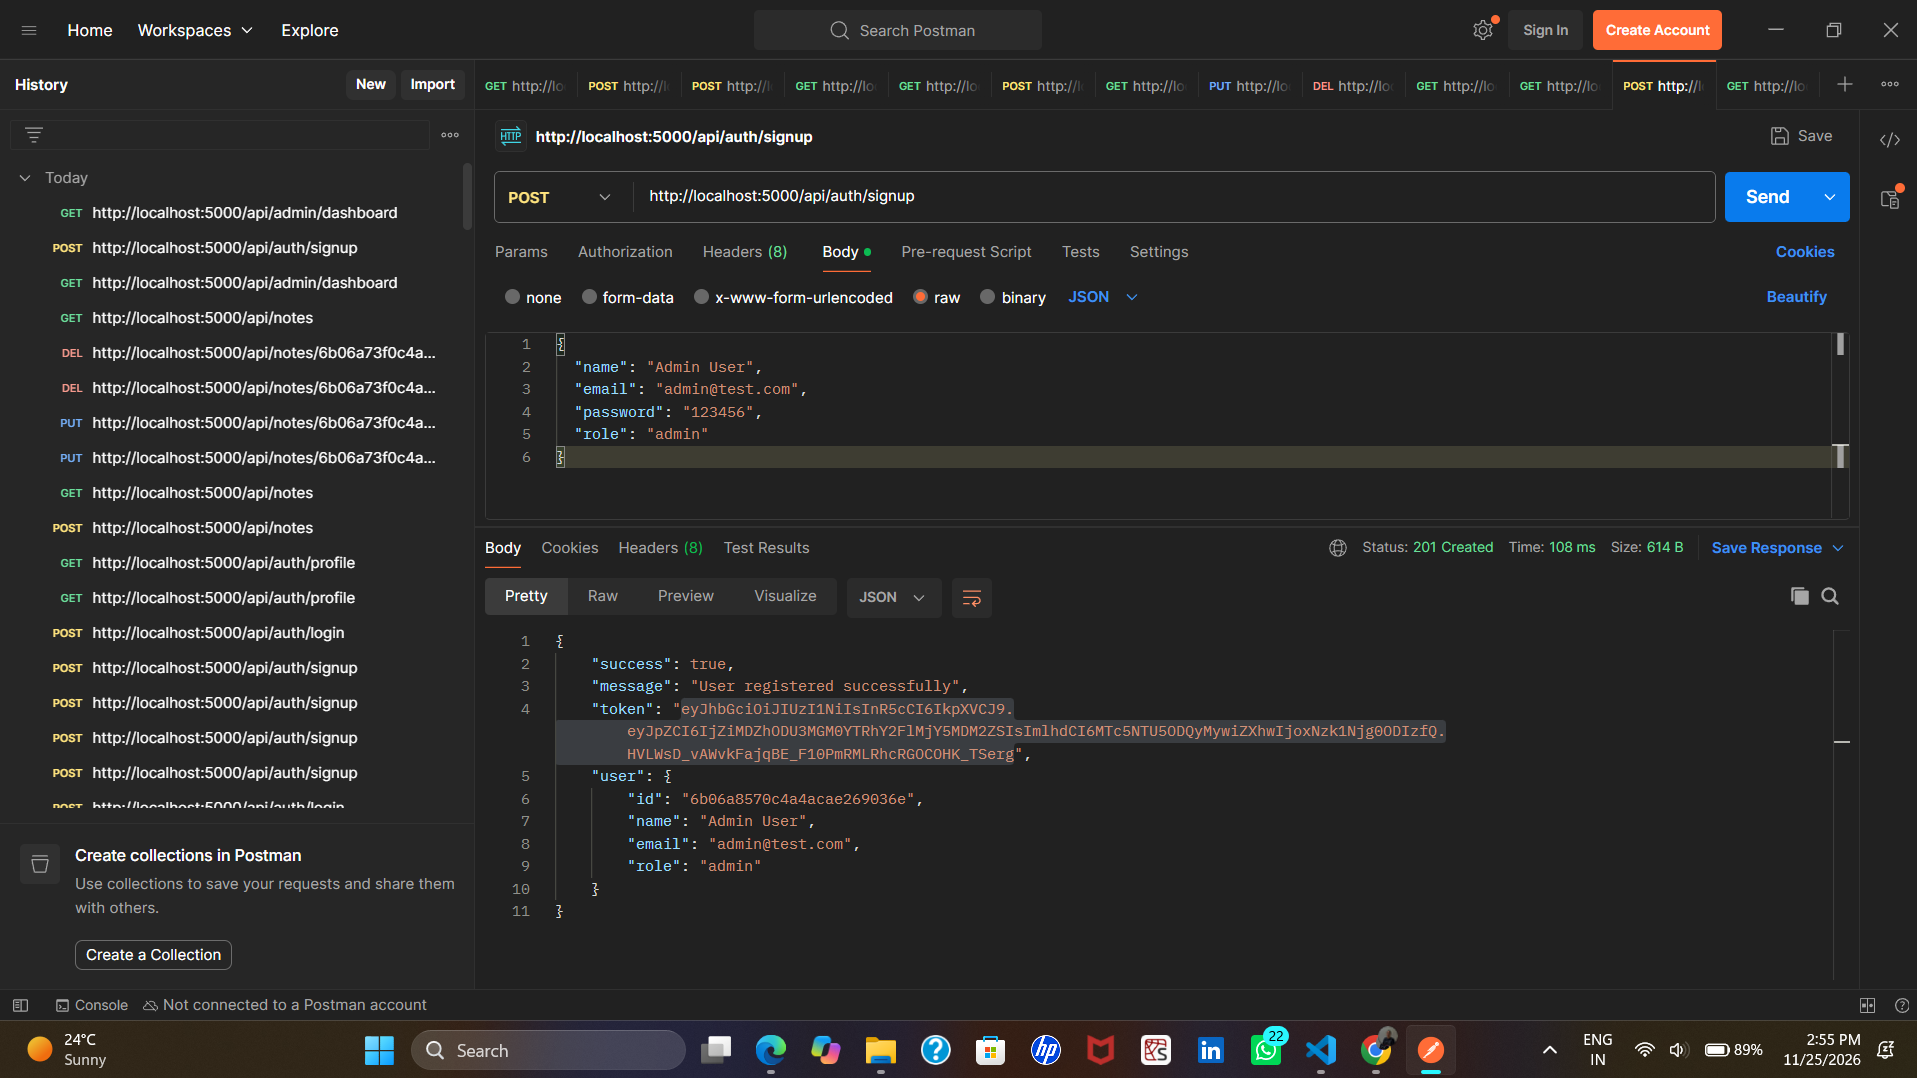 Home
Workspaces
Explore
Search Postman
Sign In
Create Account
History
New
Import
GET http://lo
POST http://l
POST http://l
GET http://lo
GET http://lo
POST http://l
GET http://lo
PUT http://lo
DEL http://loc
GET http://lo
GET http://lo
POST http://l
GET http://lo
HTTP
http://localhost:5000/api/auth/signup
Save
Today
GET http://localhost:5000/api/admin/dashboard
POST http://localhost:5000/api/auth/signup
GET http://localhost:5000/api/admin/dashboard
GET http://localhost:5000/api/notes
DEL http://localhost:5000/api/notes/6b06a73f0c4a...
DEL http://localhost:5000/api/notes/6b06a73f0c4a...
PUT http://localhost:5000/api/notes/6b06a73f0c4a...
PUT http://localhost:5000/api/notes/6b06a73f0c4a...
GET http://localhost:5000/api/notes
POST http://localhost:5000/api/notes
GET http://localhost:5000/api/auth/profile
GET http://localhost:5000/api/auth/profile
POST http://localhost:5000/api/auth/login
POST http://localhost:5000/api/auth/signup
POST http://localhost:5000/api/auth/signup
POST http://localhost:5000/api/auth/signup
POST http://localhost:5000/api/auth/signup
POST http://localhost:5000/api/auth/login
Create collections in Postman
Use collections to save your requests and share them
with others.
Create a Collection
POST
http://localhost:5000/api/auth/signup
Send
Params
Authorization
Headers (8)
Body
Pre-request Script
Tests
Settings
Cookies
none
form-data
x-www-form-urlencoded
raw
binary
JSON
Beautify
1 {
2 "name": "Admin User",
3 "email": "admin@test.com",
4 "password": "123456",
5 "role": "admin"
6 }
Body
Cookies
Headers (8)
Test Results
Status: 201 Created
Time: 108 ms
Size: 614 B
Save Response
Pretty
Raw
Preview
Visualize
JSON
1 {
2 "success": true,
3 "message": "User registered successfully",
4 "token": "eyJhbGciOiJIUzI1NiIsInR5cCI6IkpXVCJ9.
eyJpZCI6IjZiMDZhODU3MGM0YTRhY2FlMjY5MDM2ZSIsImlhdCI6MTc5NTU5ODQyMywiZXhwIjoxNzk1Njg0ODIzfQ.
HVLWsD_vAWvkFajqBE_F10PmRMLRhcRGOCOHK_TSerg",
5 "user": {
6 "id": "6b06a8570c4a4acae269036e",
7 "name": "Admin User",
8 "email": "admin@test.com",
9 "role": "admin"
10 }
11 }
Console
Not connected to a Postman account
24°C
Sunny
Search
22
ENG
IN
89%
2:55 PM
11/25/2026